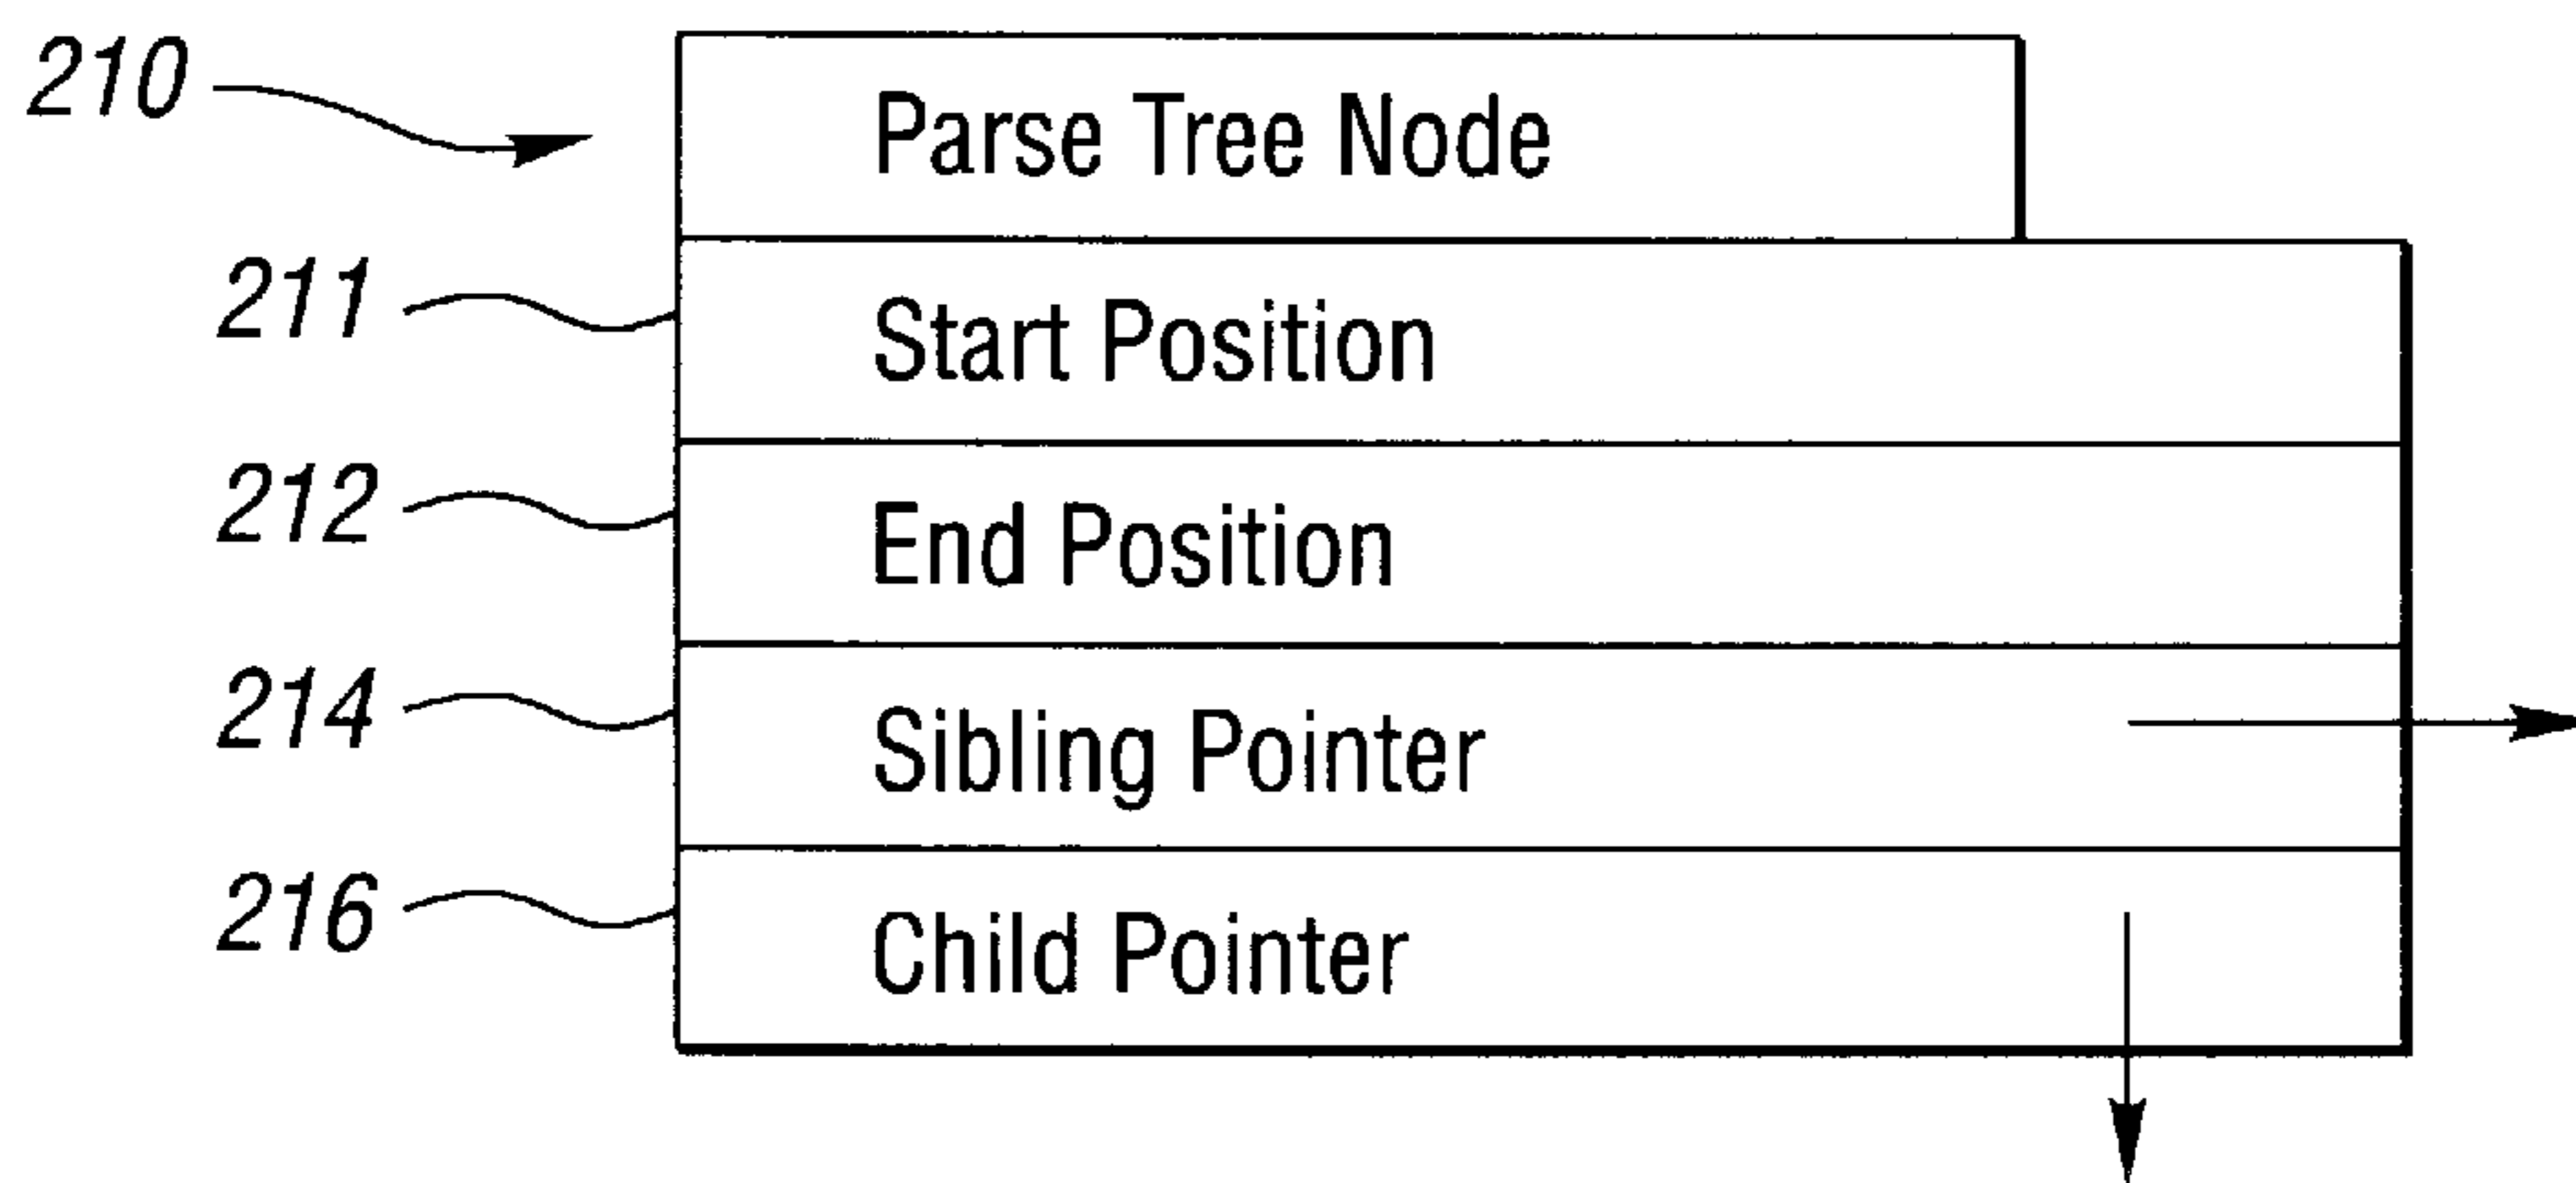 210 Parse Tree Node
211 Start Position
212 End Position
214 Sibling Pointer
216 Child Pointer